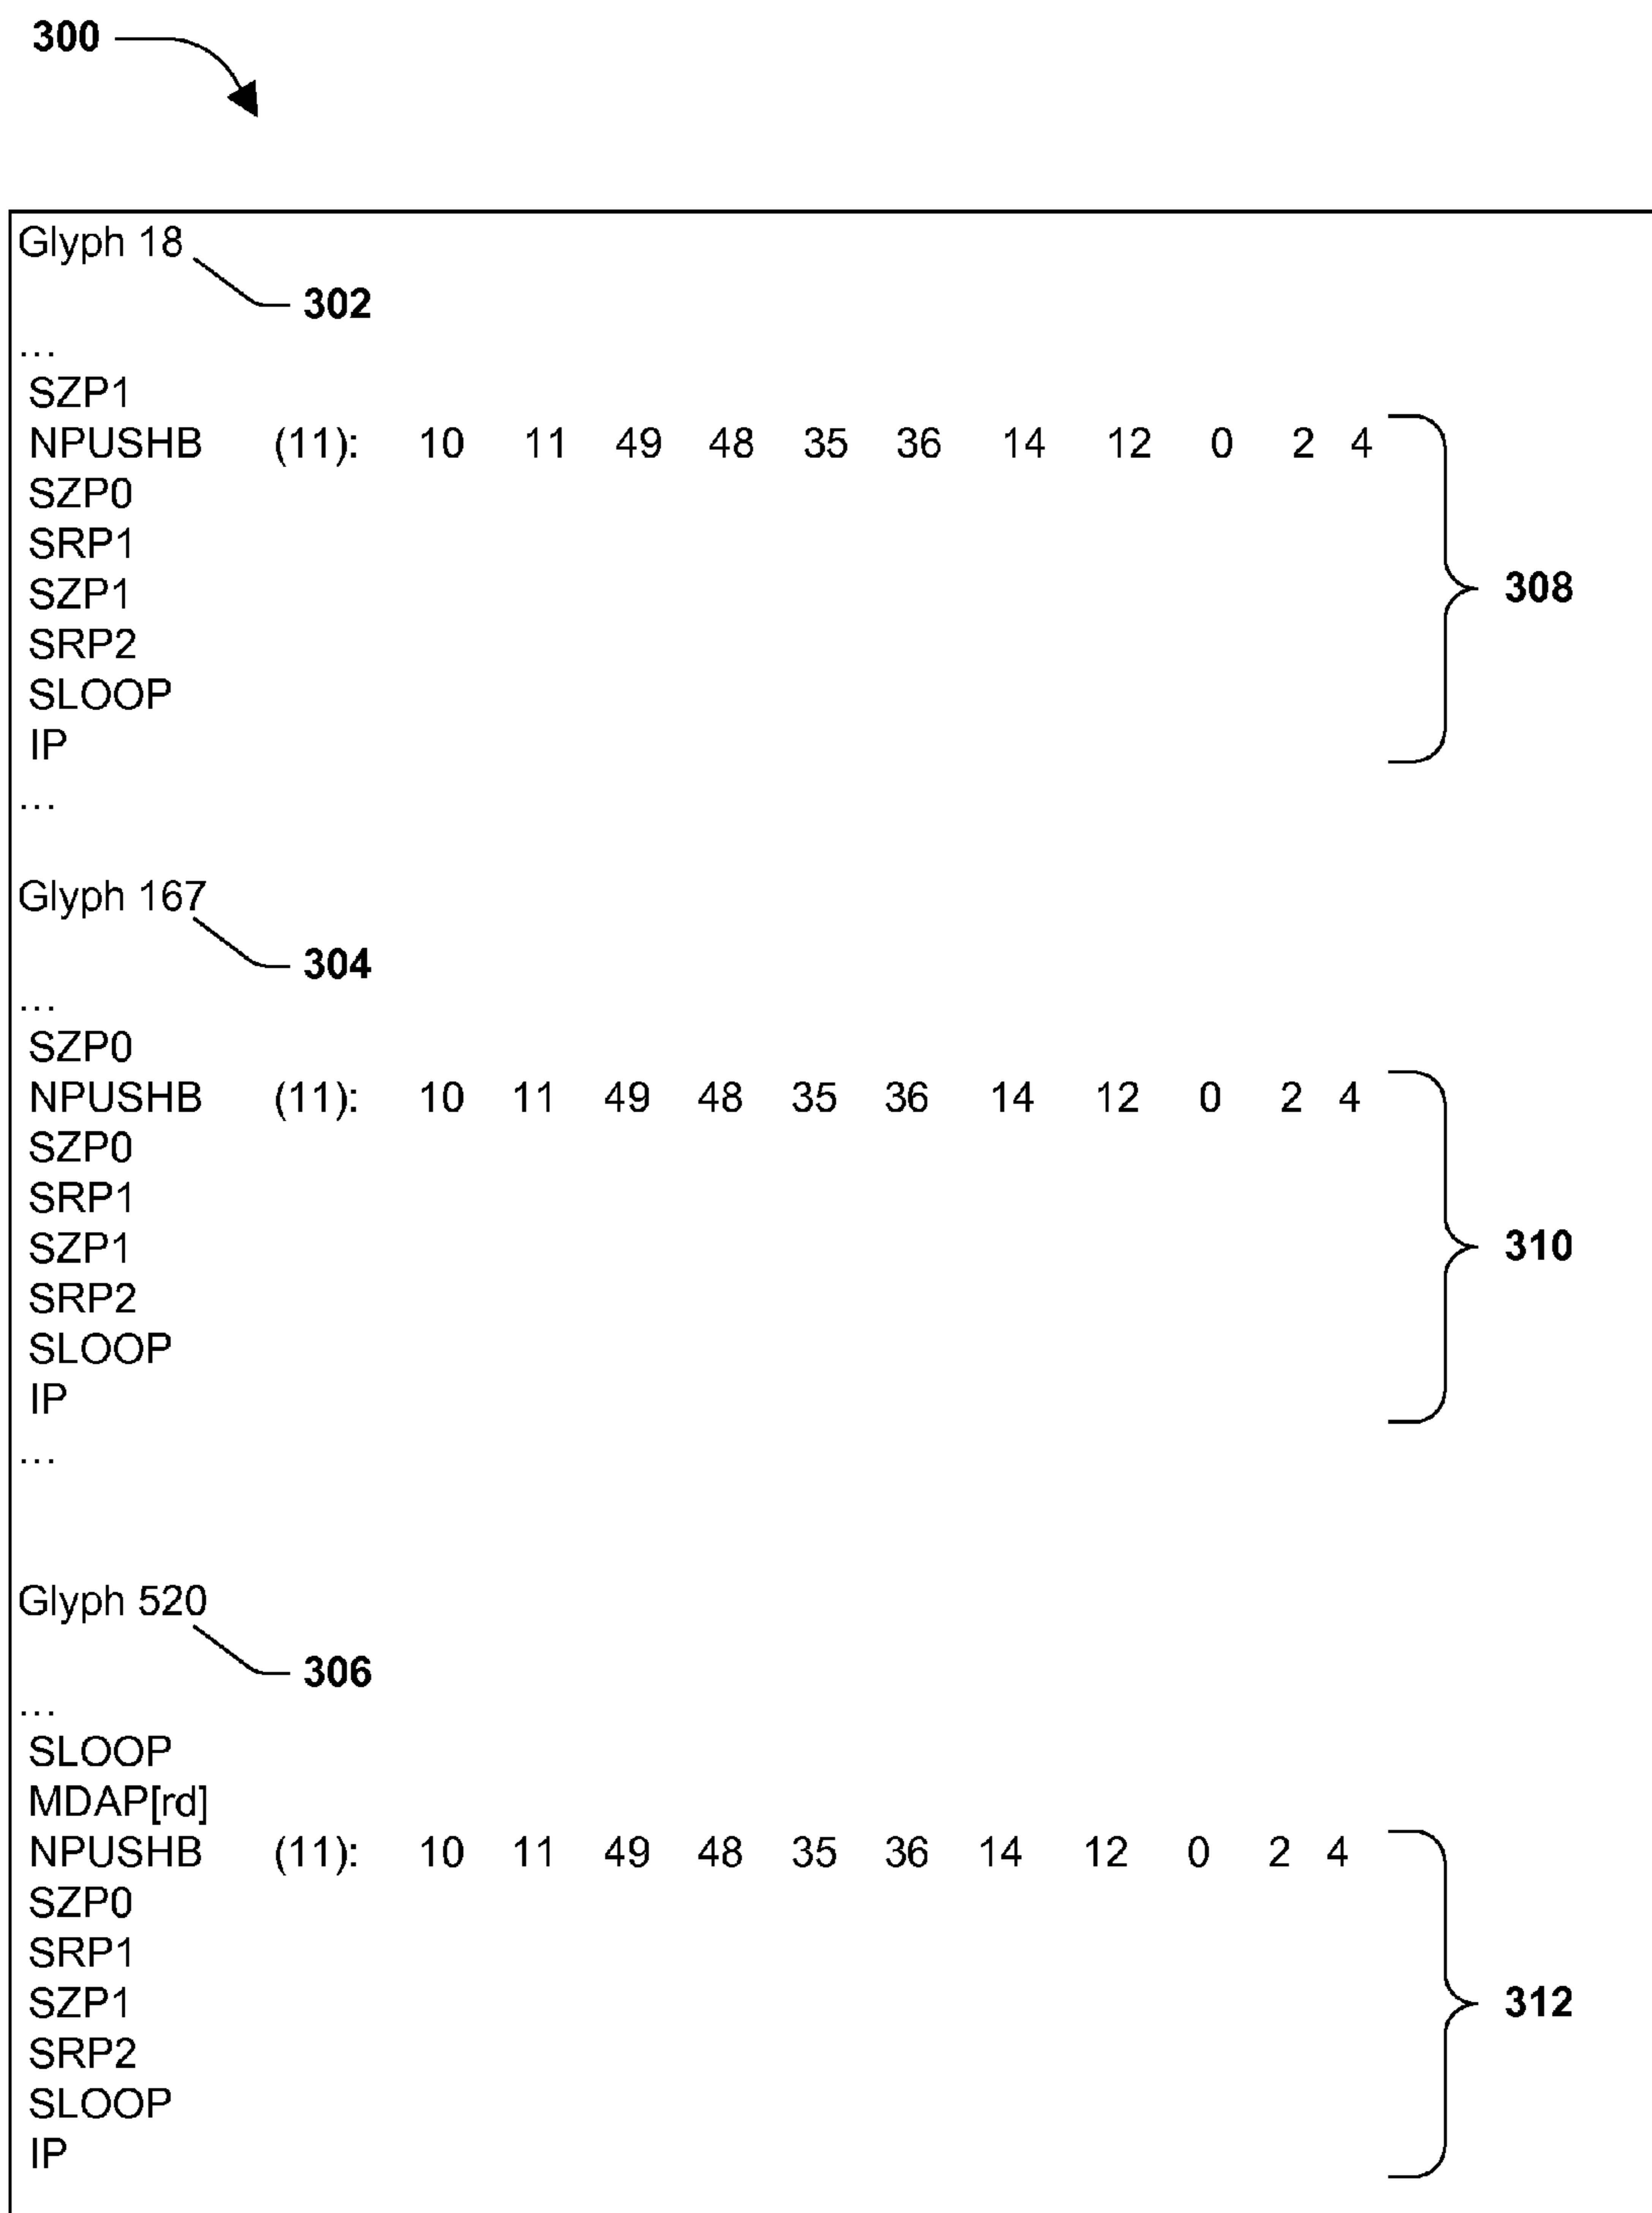 300
Glyph 18
302
...
SZP1
NPUSHB (11): 10 11 49 48 35 36 14 12 0 2 4
SZP0
SRP1
SZP1
308
SRP2
SLOOP
IP
...
Glyph 167
304
...
SZP0
NPUSHB (11): 10 11 49 48 35 36 14 12 0 2 4
SZP0
SRP1
SZP1
310
SRP2
SLOOP
IP
...
Glyph 520
306
...
SLOOP
MDAP[rd]
NPUSHB (11): 10 11 49 48 35 36 14 12 0 2 4
SZP0
SRP1
SZP1
312
SRP2
SLOOP
IP